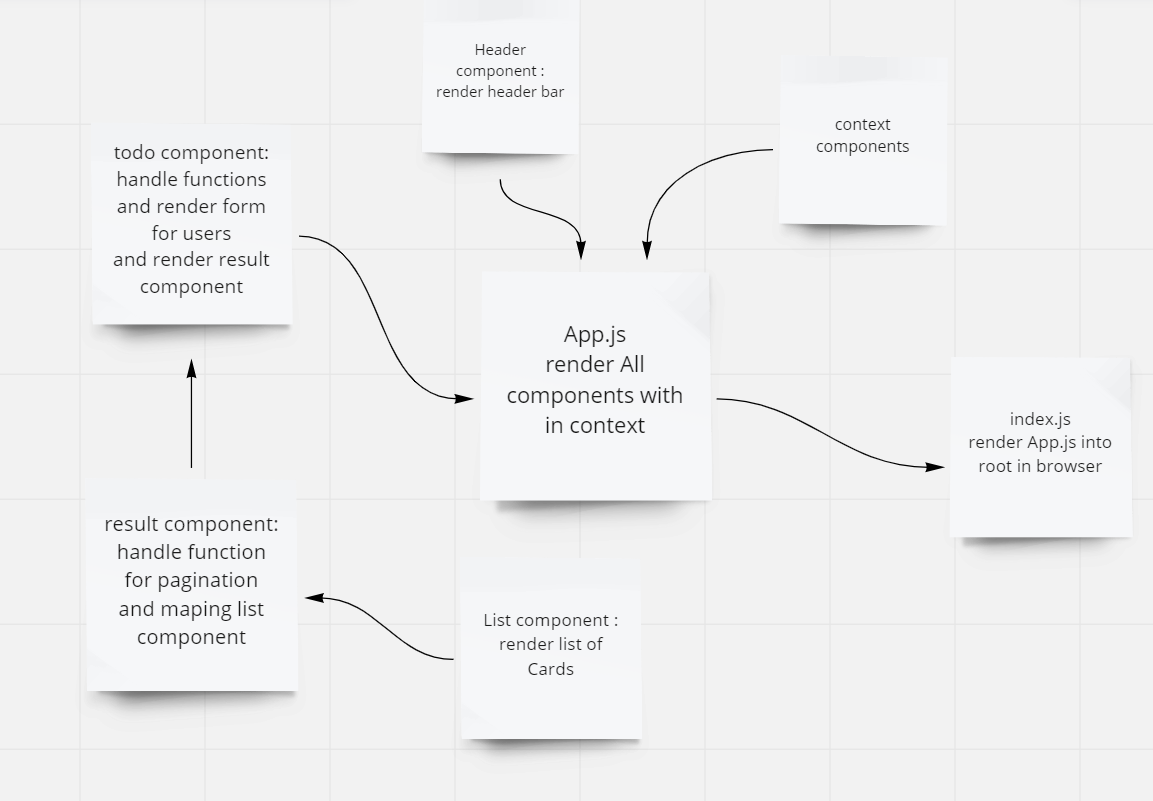 Header
component :
render header bar
context
components
todo component:
handle functions
and render form
for users
and render result
component
App.js
render All
components with
in context
index.js
render App.js into
root in browser
result component:
handle function
for pagination
and maping list
component
List component :
render list of
Cards